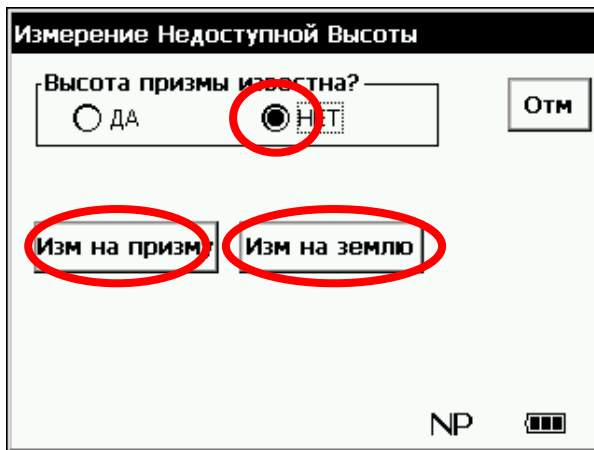 Измерение Недоступной Высоты
Высота призмы известна?
ДА
НЕТ
Отм
Изм на призму
Изм на землю
NP